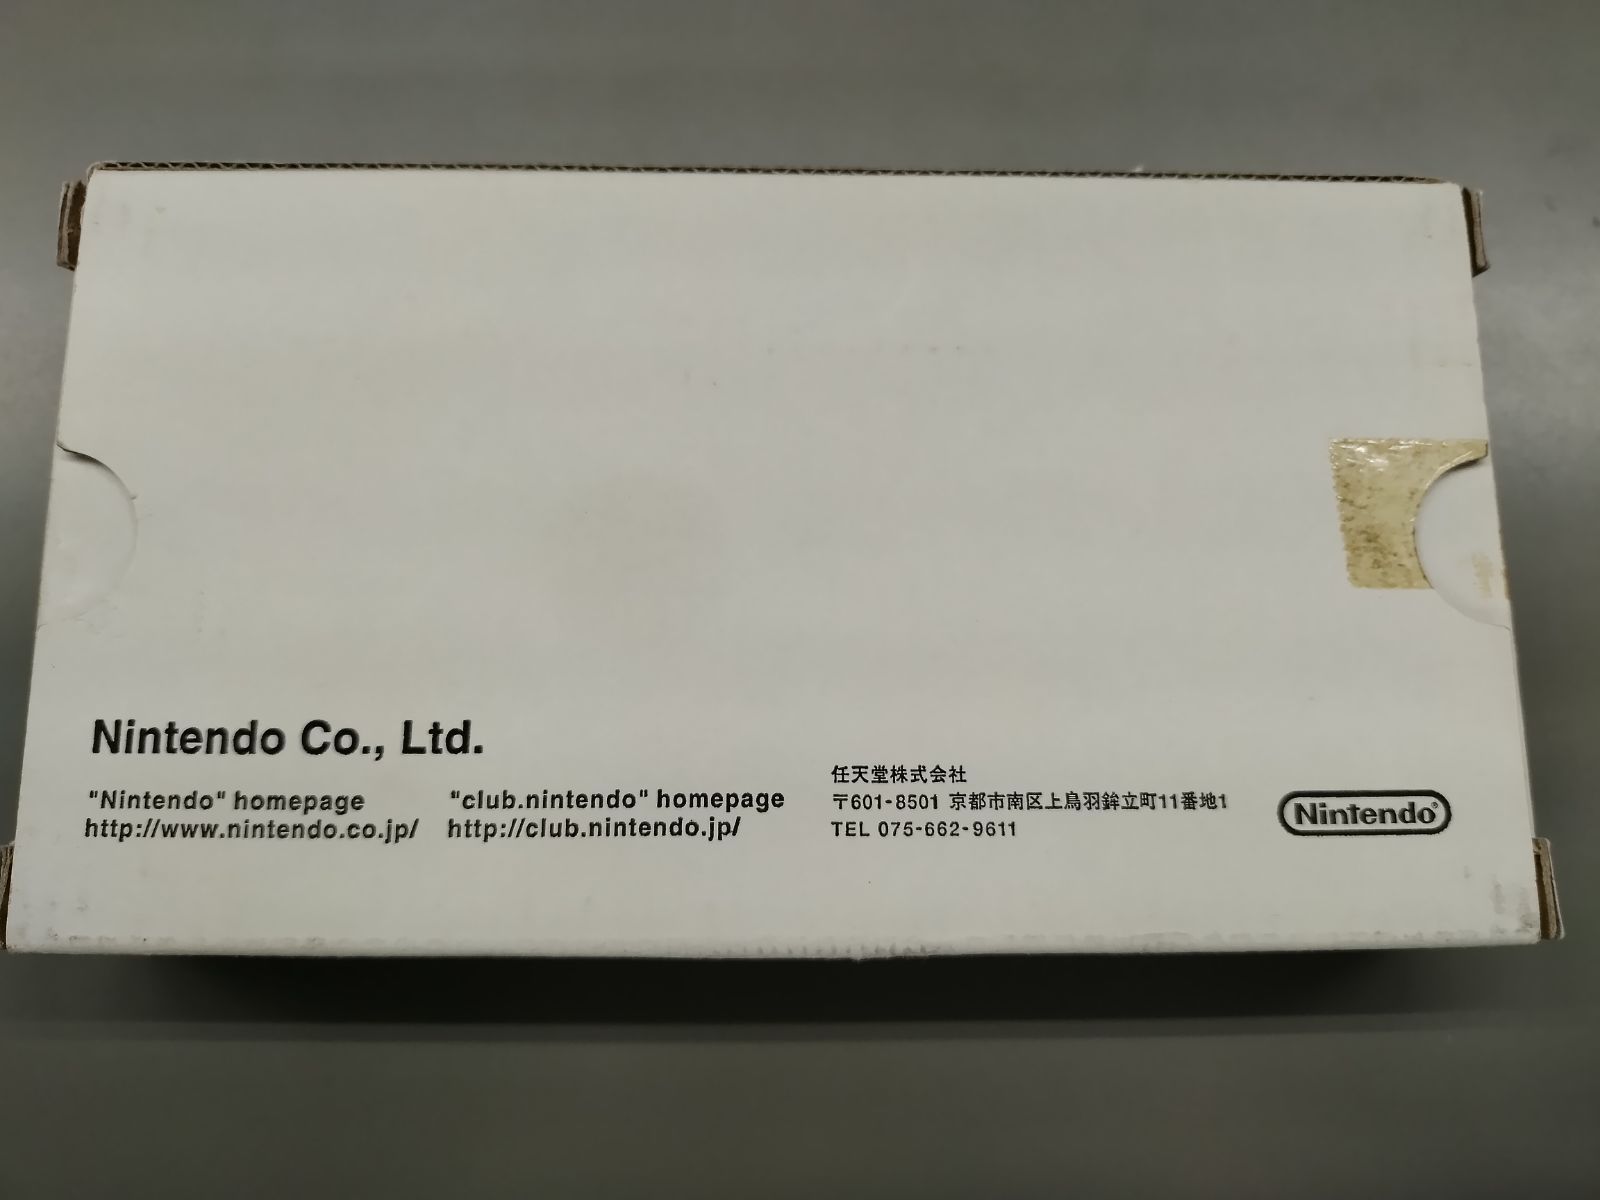 Nintendo Co., Ltd.
"Nintendo" homepage
http://www.nintendo.co.jp/
"club.nintendo" homepage
http://club.nintendo.jp/
任天堂株式会社
〒601-8501 京都市南区上鳥羽鉾立町11番地1
TEL 075-662-9611
Nintendo®